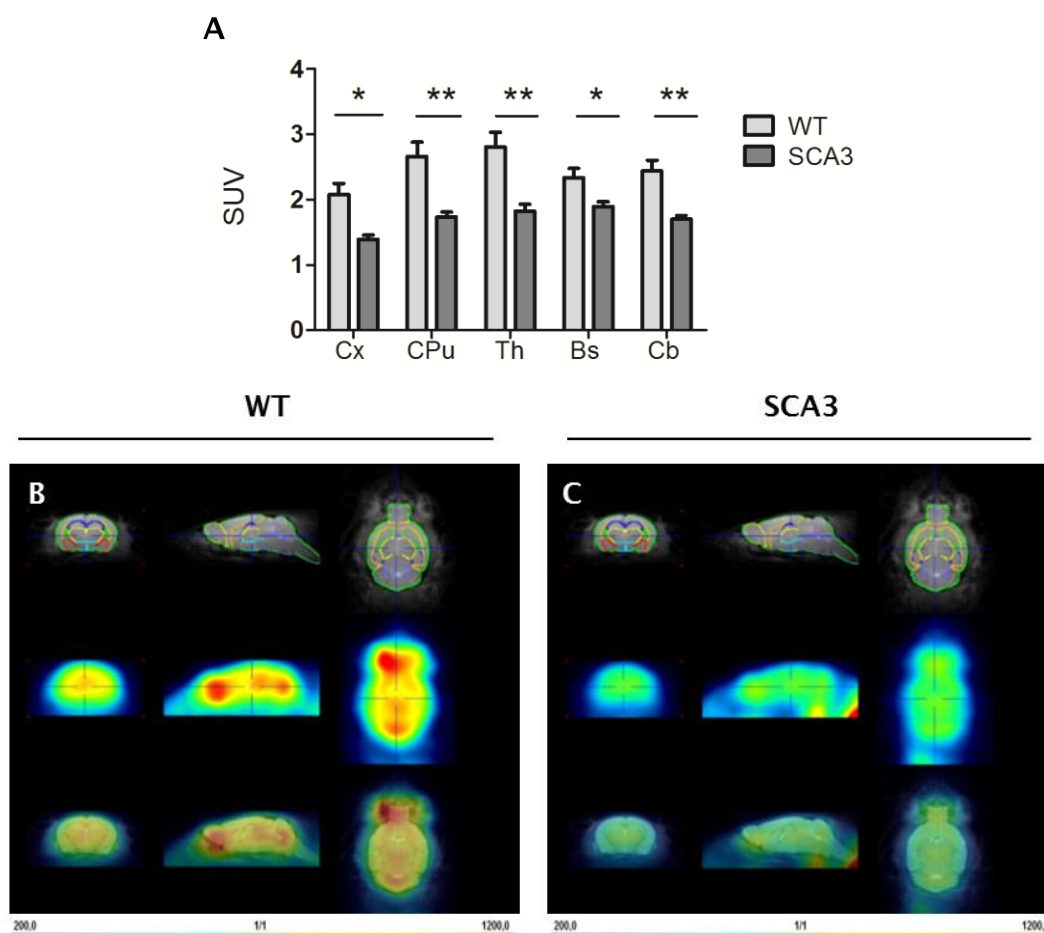 A
4
3
2
1
0
SUV
* ** ** * **
WT
SCA3
Cx CPu Th Bs Cb
WT SCA3
B C
200,0 1/1 1200,0
200,0 1/1 1200,